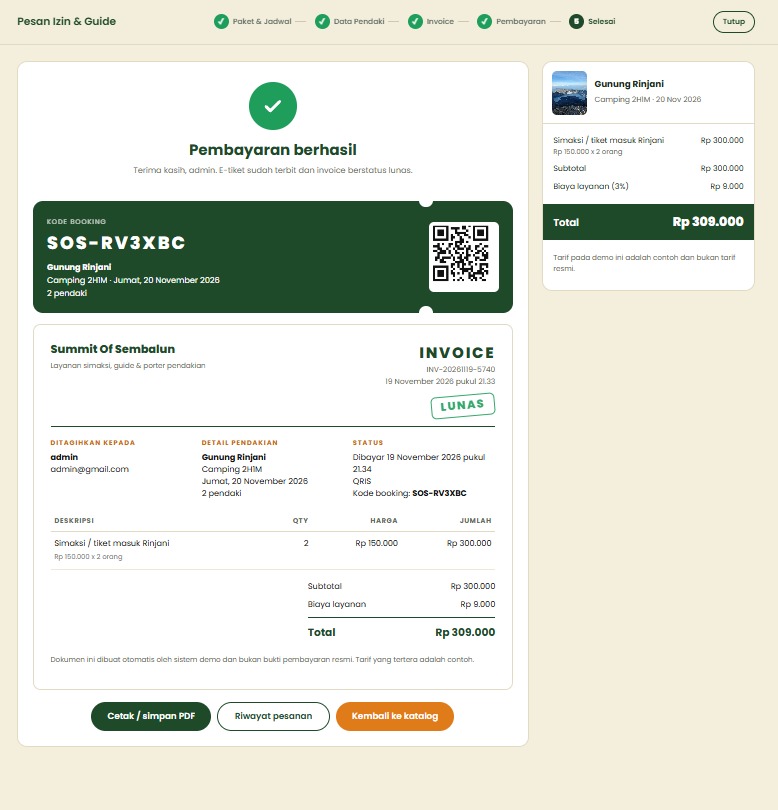 Pesan Izin & Guide
Paket & Jadwal
Data Pendaki
Invoice
Pembayaran
5 Selesai
Tutup
Pembayaran berhasil
Terima kasih, admin. E-tiket sudah terbit dan invoice berstatus lunas.
KODE BOOKING
SOS-RV3XBC
Gunung Rinjani
Camping 2H1M · Jumat, 20 November 2026
2 pendaki
Summit Of Sembalun
Layanan simaksi, guide & porter pendakian
INVOICE
INV-20261119-5740
19 November 2026 pukul 21.33
LUNAS
DITAGIHKAN KEPADA
admin
admin@gmail.com
DETAIL PENDAKIAN
Gunung Rinjani
Camping 2H1M
Jumat, 20 November 2026
2 pendaki
STATUS
Dibayar 19 November 2026 pukul
21.34
QRIS
Kode booking: SOS-RV3XBC
DESKRIPSI QTY HARGA JUMLAH
Simaksi / tiket masuk Rinjani 2 Rp 150.000 Rp 300.000
Rp 150.000 x 2 orang
Subtotal Rp 300.000
Biaya layanan Rp 9.000
Total Rp 309.000
Dokumen ini dibuat otomatis oleh sistem demo dan bukan bukti pembayaran resmi. Tarif yang tertera adalah contoh.
Cetak / simpan PDF
Riwayat pesanan
Kembali ke katalog
Gunung Rinjani
Camping 2H1M · 20 Nov 2026
Simaksi / tiket masuk Rinjani Rp 300.000
Rp 150.000 x 2 orang
Subtotal Rp 300.000
Biaya layanan (3%) Rp 9.000
Total Rp 309.000
Tarif pada demo ini adalah contoh dan bukan tarif
resmi.